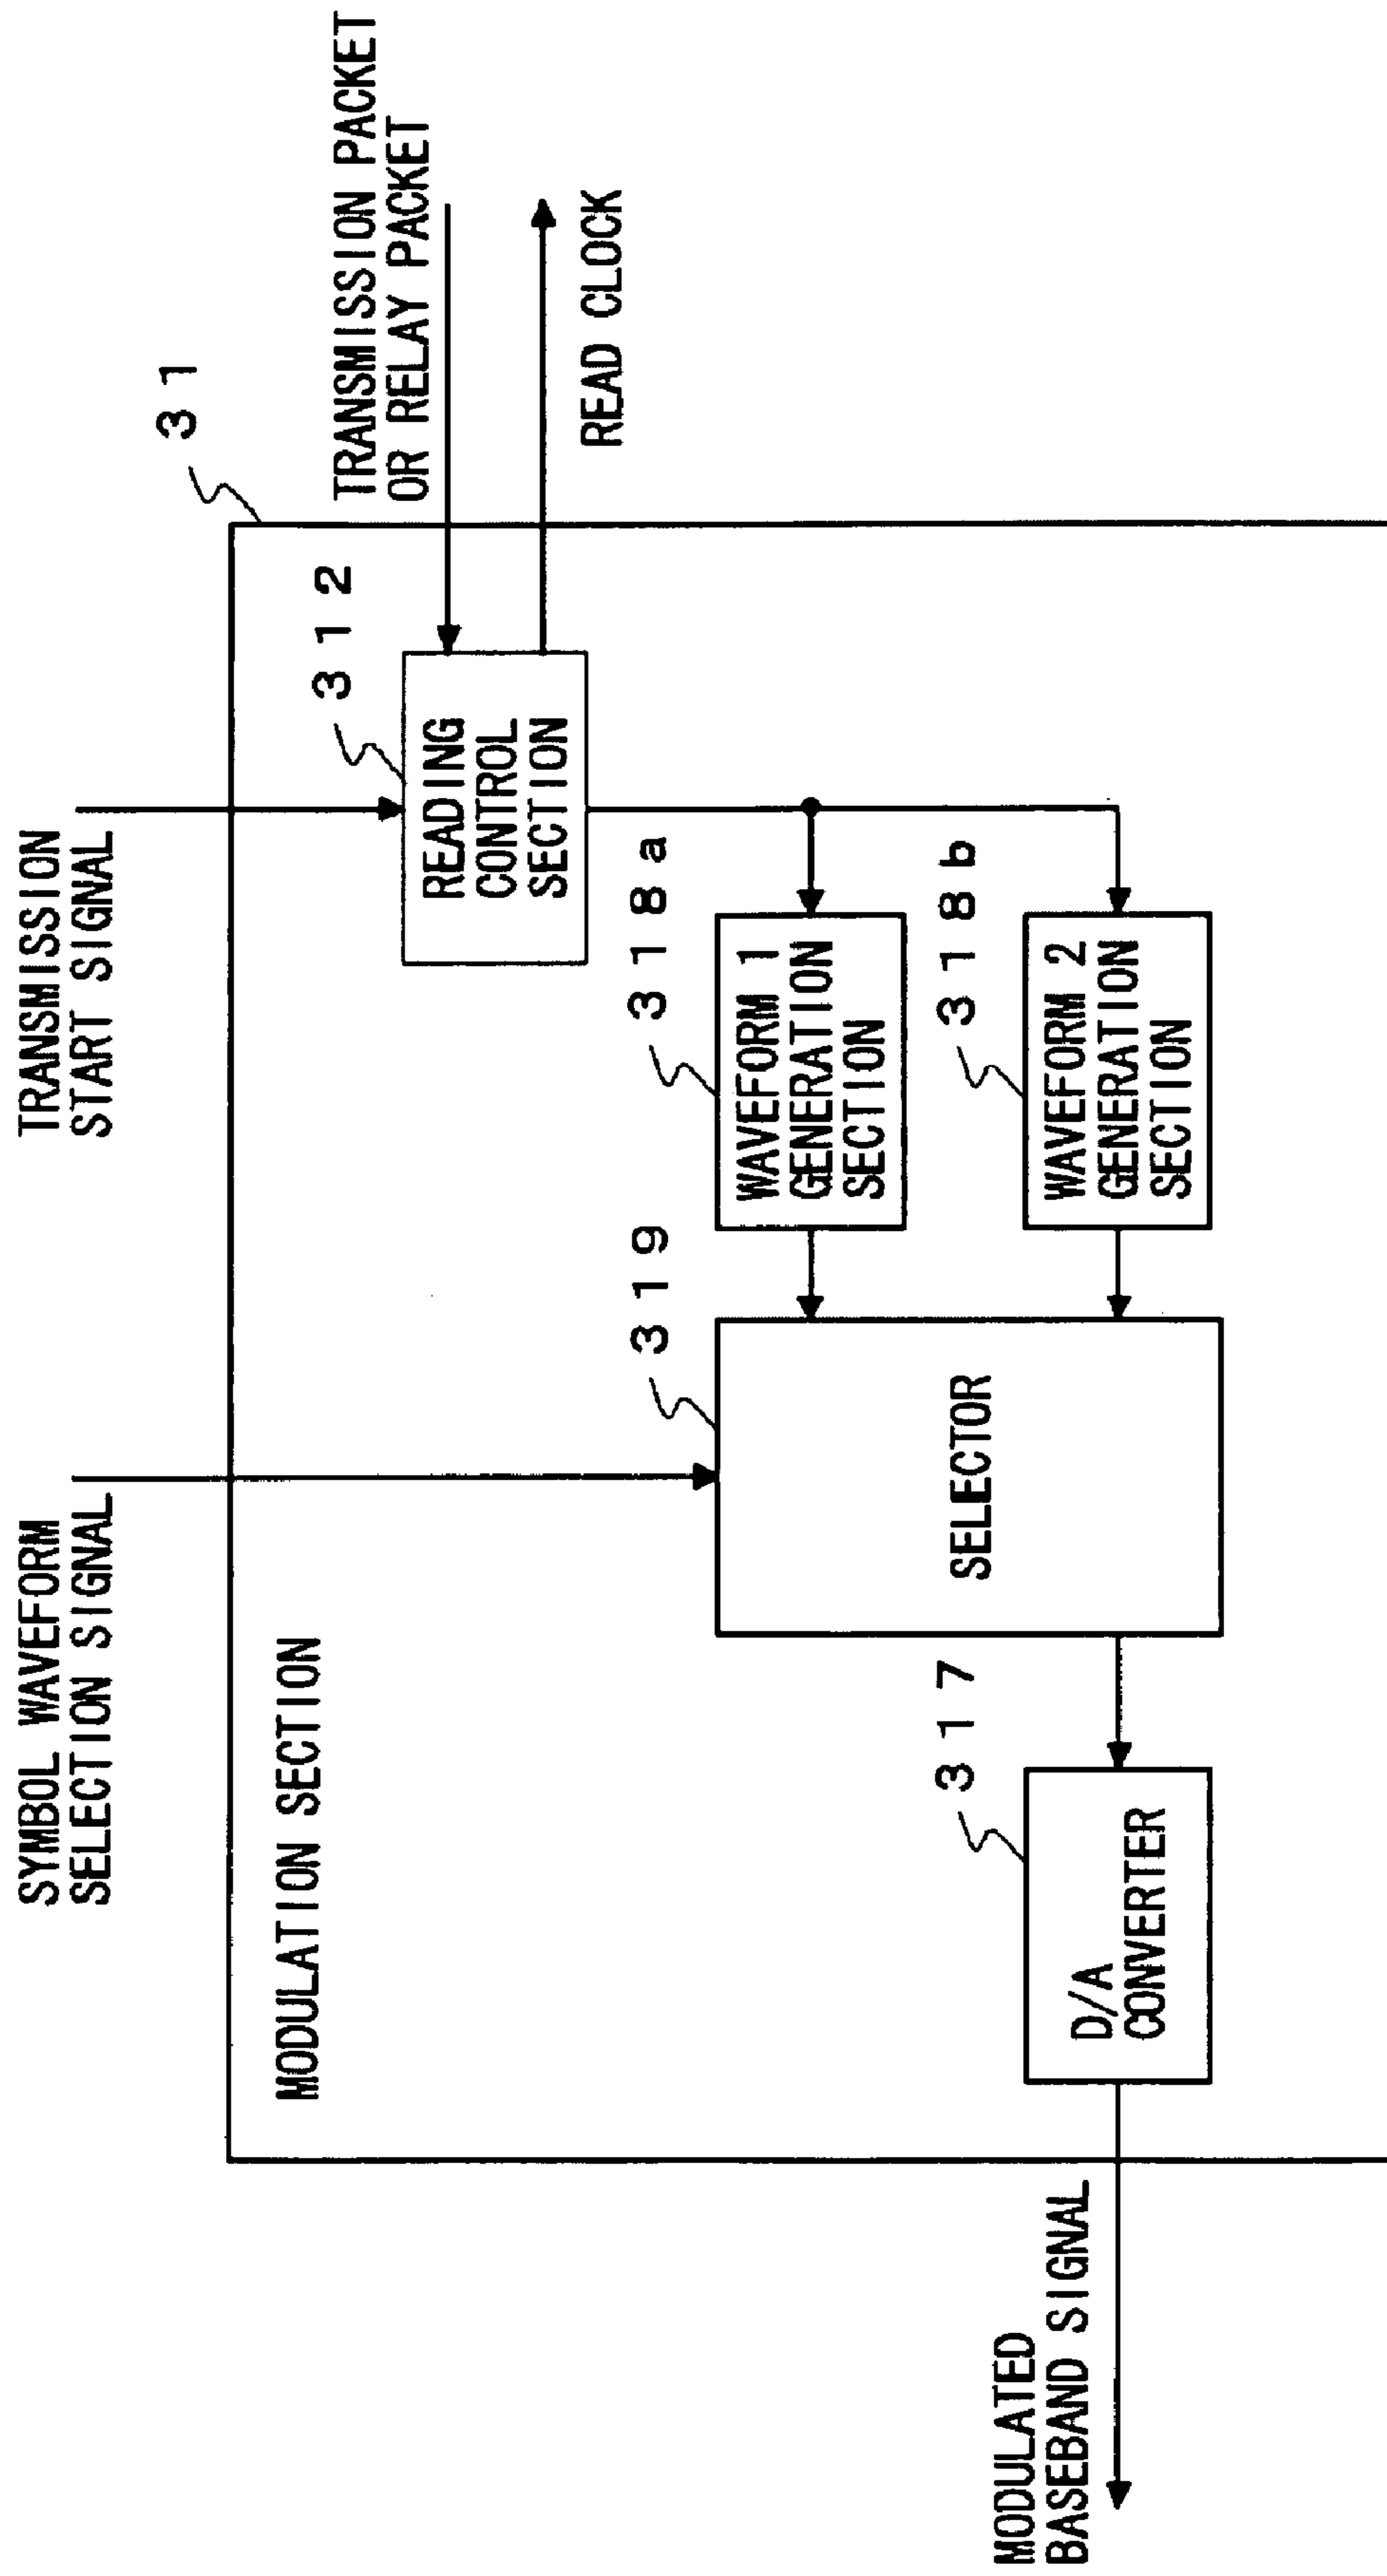 SYMBOL WAVEFORM
SELECTION SIGNAL
TRANSMISSION
START SIGNAL
31
MODULATION SECTION
312
TRANSMISSION PACKET
OR RELAY PACKET
READING
CONTROL
SECTION
READ CLOCK
319
318a
SELECTOR
WAVEFORM 1
GENERATION
SECTION
317
318b
D/A
CONVERTER
WAVEFORM 2
GENERATION
SECTION
MODULATED
BASEBAND SIGNAL